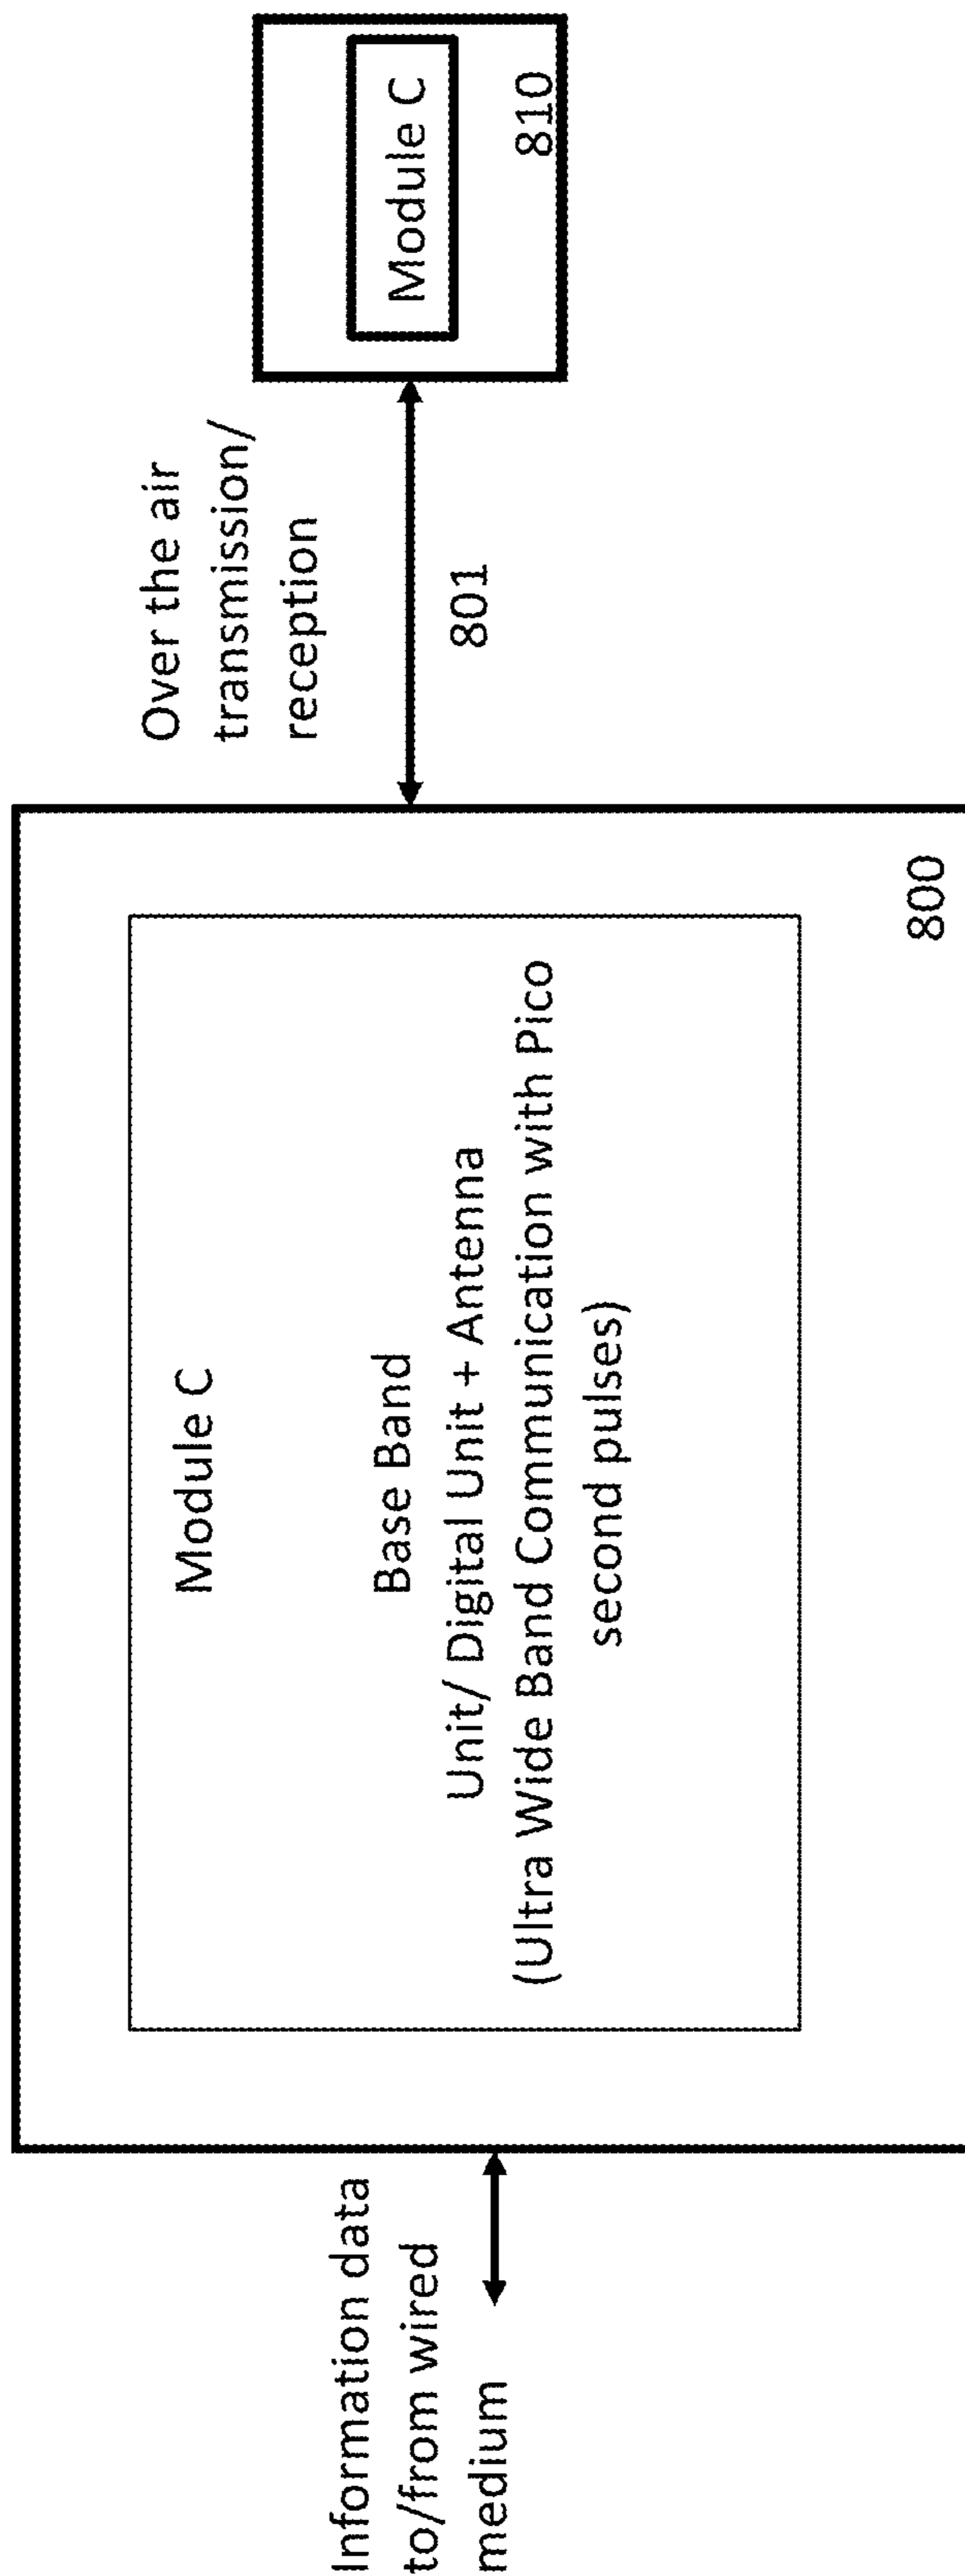 Information data
to/from wired
medium
Module C
Base Band
Unit/ Digital Unit + Antenna
(Ultra Wide Band Communication with Pico
second pulses)
800
Over the air
transmission/
reception
801
Module C
810